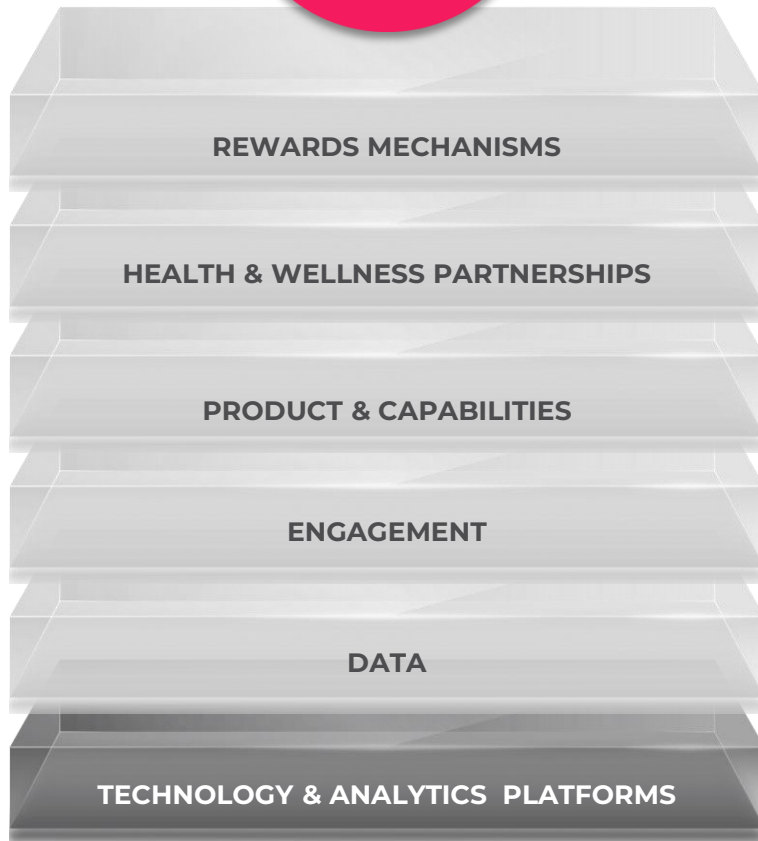 REWARDS MECHANISMS
HEALTH & WELLNESS PARTNERSHIPS
PRODUCT & CAPABILITIES
ENGAGEMENT
DATA
TECHNOLOGY & ANALYTICS PLATFORMS